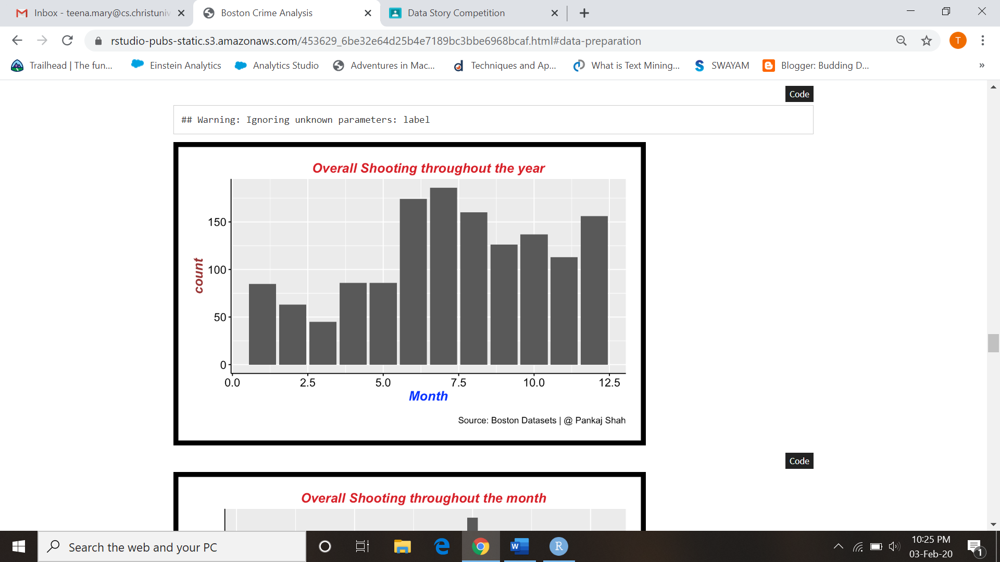 Inbox - teena.mary@cs.christuniv
Boston Crime Analysis
Data Story Competition
rstudio-pubs-static.s3.amazonaws.com/453629_6be32e64d25b4e7189bc3bbe6968bcaf.html#data-preparation
T
Trailhead | The fun...
Einstein Analytics
Analytics Studio
Adventures in Mac...
Techniques and Ap...
What is Text Mining...
SWAYAM
Blogger: Budding D...
»
Code
## Warning: Ignoring unknown parameters: label
Overall Shooting throughout the year
count
150
100
50
0
0.0 2.5 5.0 7.5 10.0 12.5
Month
Source: Boston Datasets | @ Pankaj Shah
Code
Overall Shooting throughout the month
Search the web and your PC
W
R
10:25 PM
03-Feb-20
1